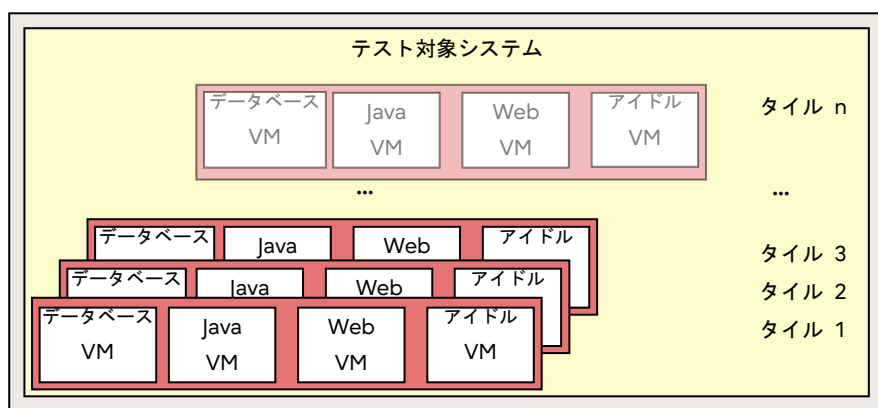 テスト対象システム
データベース VM
Java VM
Web VM
アイドル VM
タイル n
...
...
データベース
Java
Web
アイドル
タイル 3
データベース
Java
Web
アイドル
タイル 2
データベース VM
Java VM
Web VM
アイドル VM
タイル 1